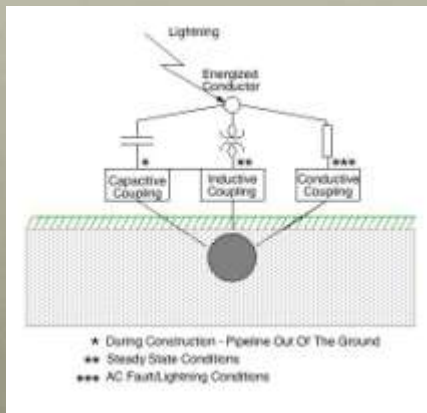 Lightning
Energized
Conductor
*
**
***
Capacitive
Coupling
Inductive
Coupling
Conductive
Coupling
* During Construction - Pipeline Out Of The Ground
** Steady State Conditions
*** AC Fault/Lightning Conditions